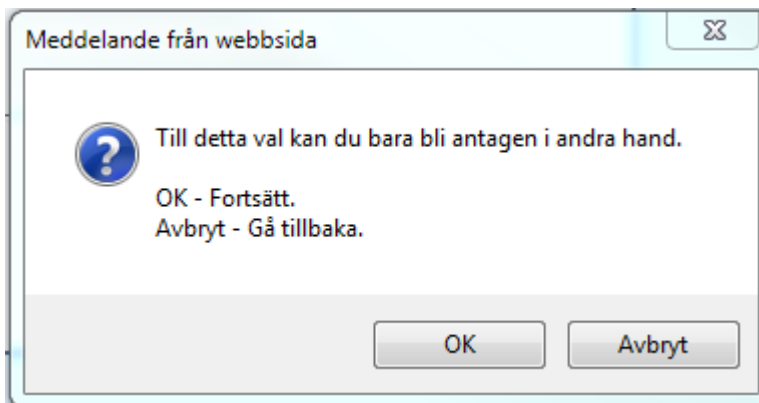 Meddelande från webbsida
Till detta val kan du bara bli antagen i andra hand.
OK - Fortsätt.
Avbryt - Gå tillbaka.
OK Avbryt